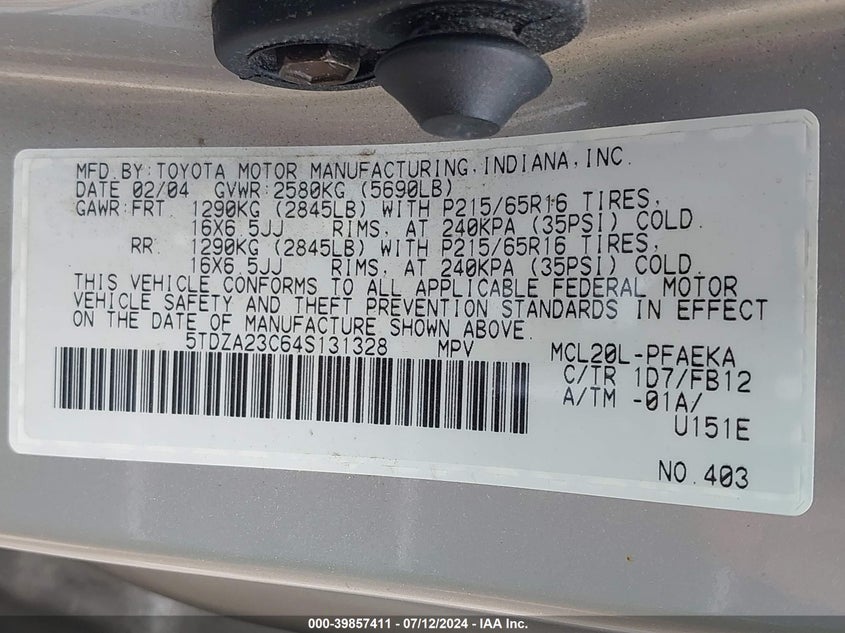 MFD.BY:TOYOTA MOTOR MANUFACTURING,INDIANA,INC.
DATE 02/04 GVWR:2580KG (5690LB)
GAWR:FRT 1290KG (2845LB) WITH P215/65R16 TIRES,
16X6.5JJ RIMS, AT 240KPA (35PSI) COLD.
RR 1290KG (2845LB) WITH P215/65R16 TIRES,
16X6.5JJ RIMS, AT 240KPA (35PSI) COLD.
THIS VEHICLE CONFORMS TO ALL APPLICABLE FEDERAL MOTOR
VEHICLE SAFETY AND THEFT PREVENTION STANDARDS IN EFFECT
ON THE DATE OF MANUFACTURE SHOWN ABOVE.
5TDZA23C64S131328 MPV MCL20L-PFAEKA
C/TR 1D7/FB12
A/TM -01A/
U151E
NO.403
000-39857411 - 07/12/2024 - IAA Inc.